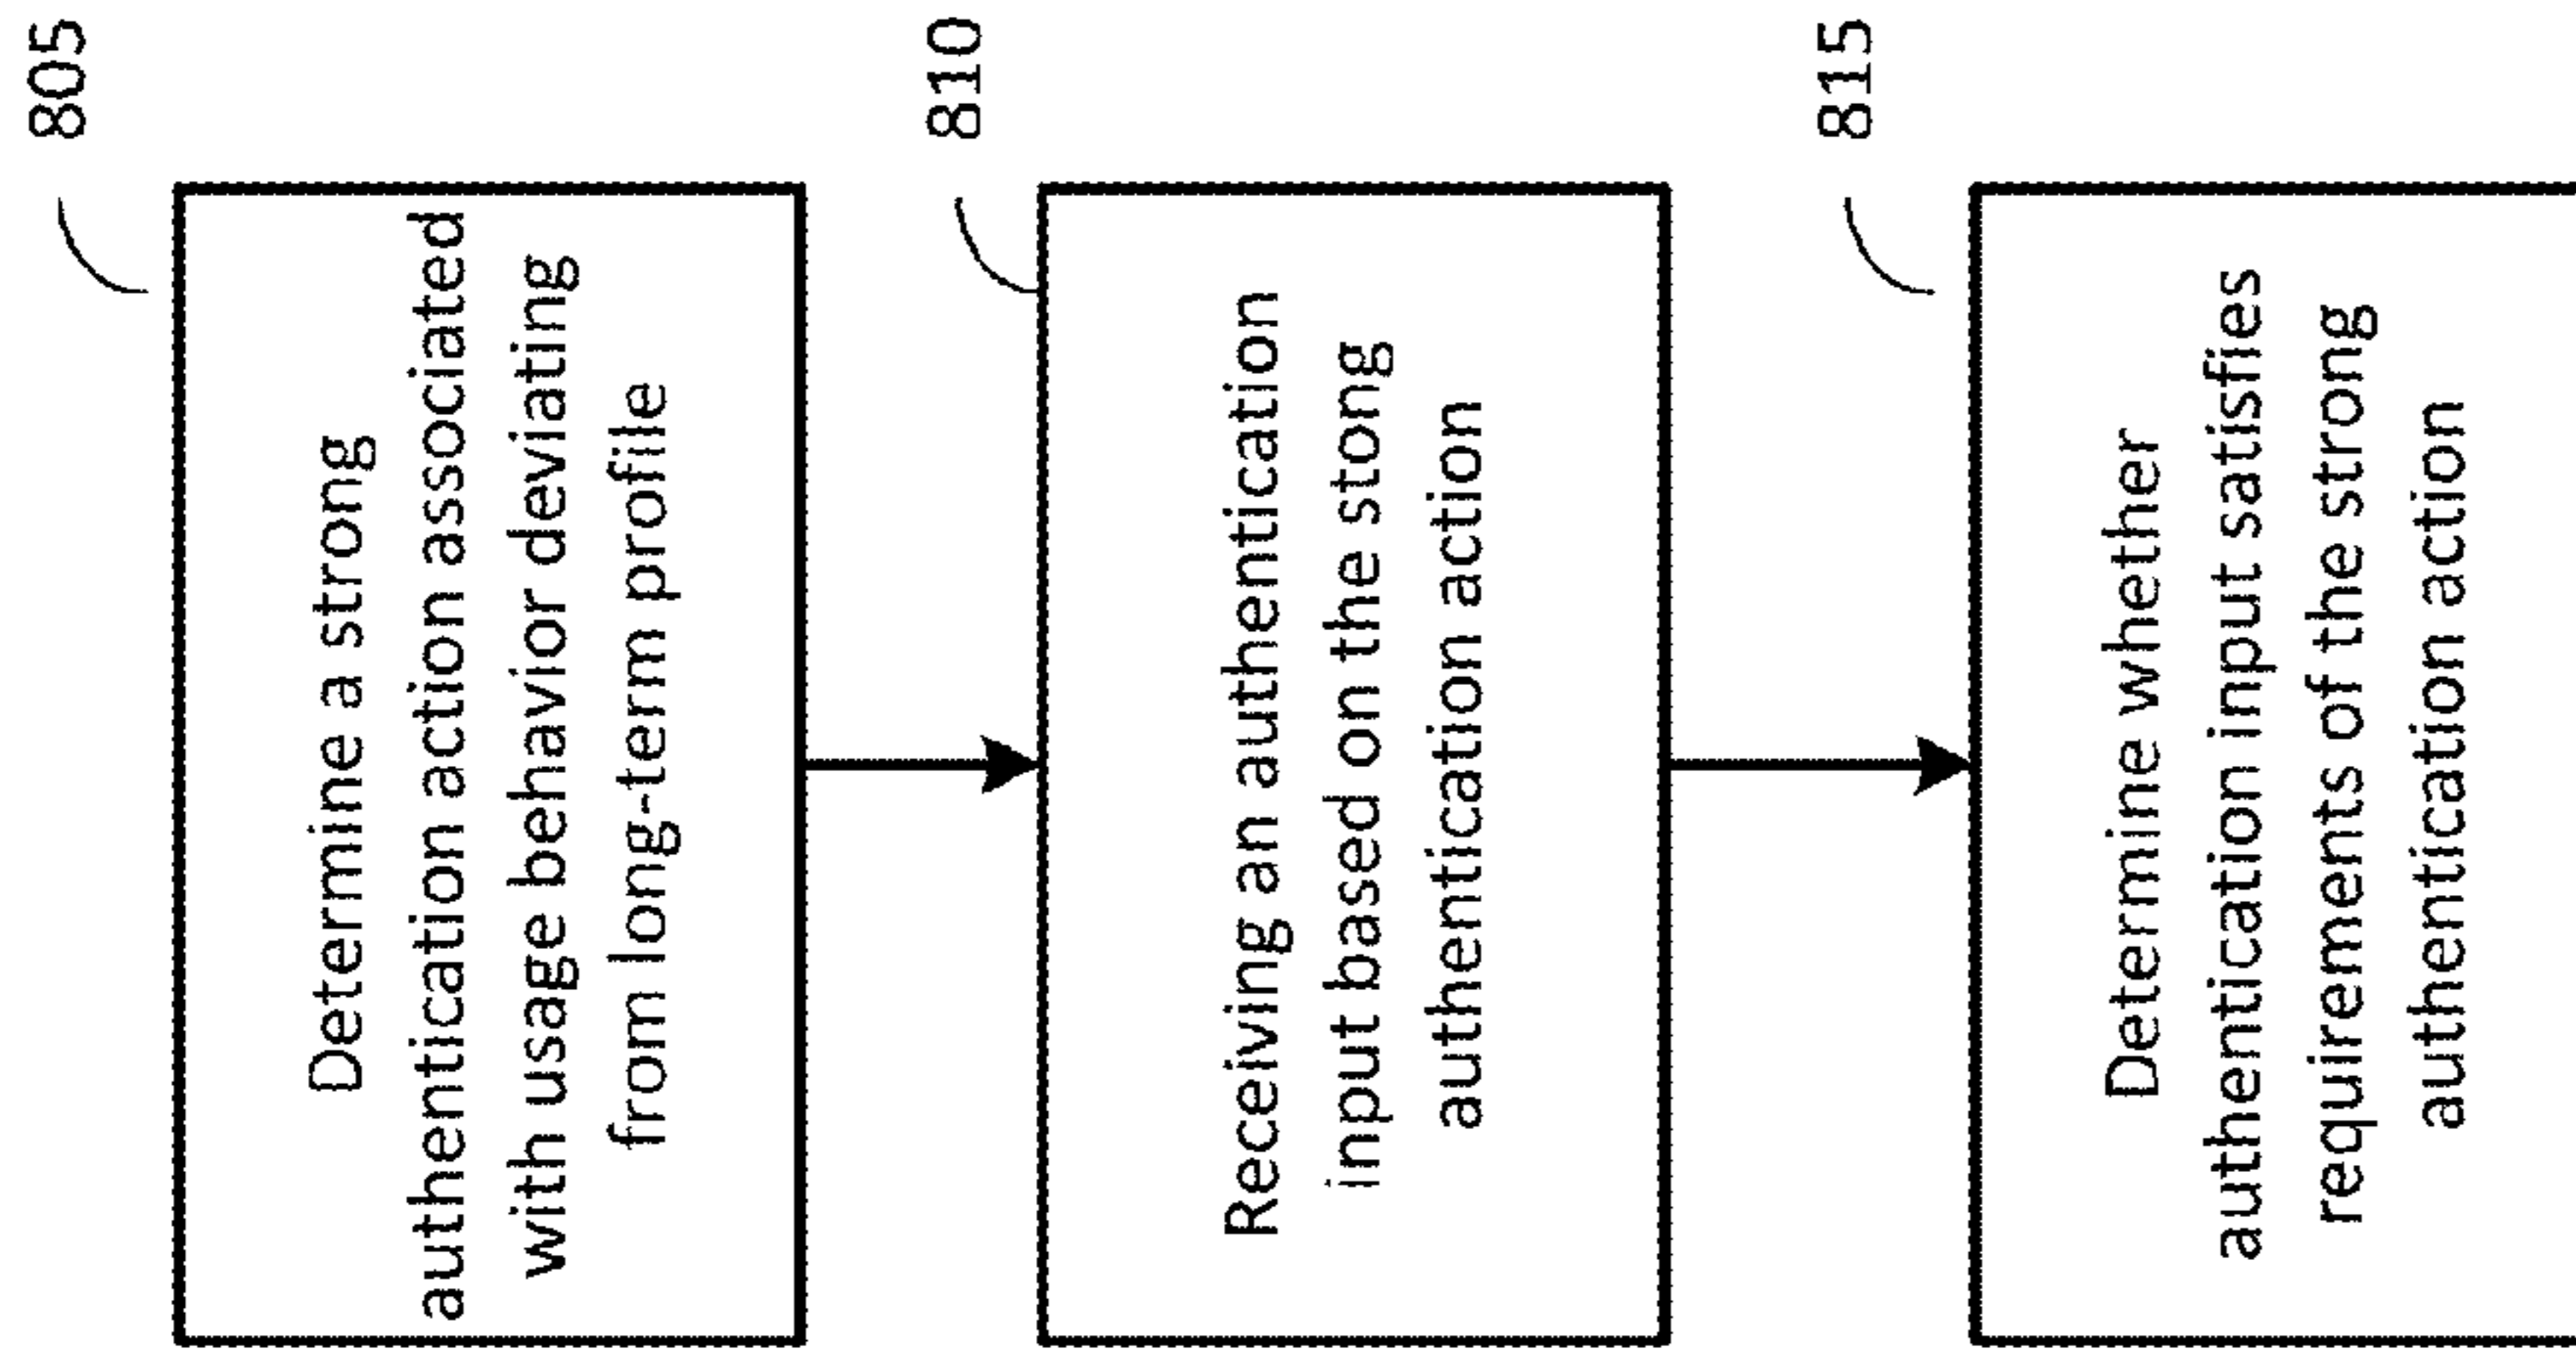 805
Determine a strong
authentication action associated
with usage behavior deviating
from long-term profile
810
Receiving an authentication
input based on the stong
authentication action
815
Determine whether
authentication input satisfies
requirements of the strong
authentication action